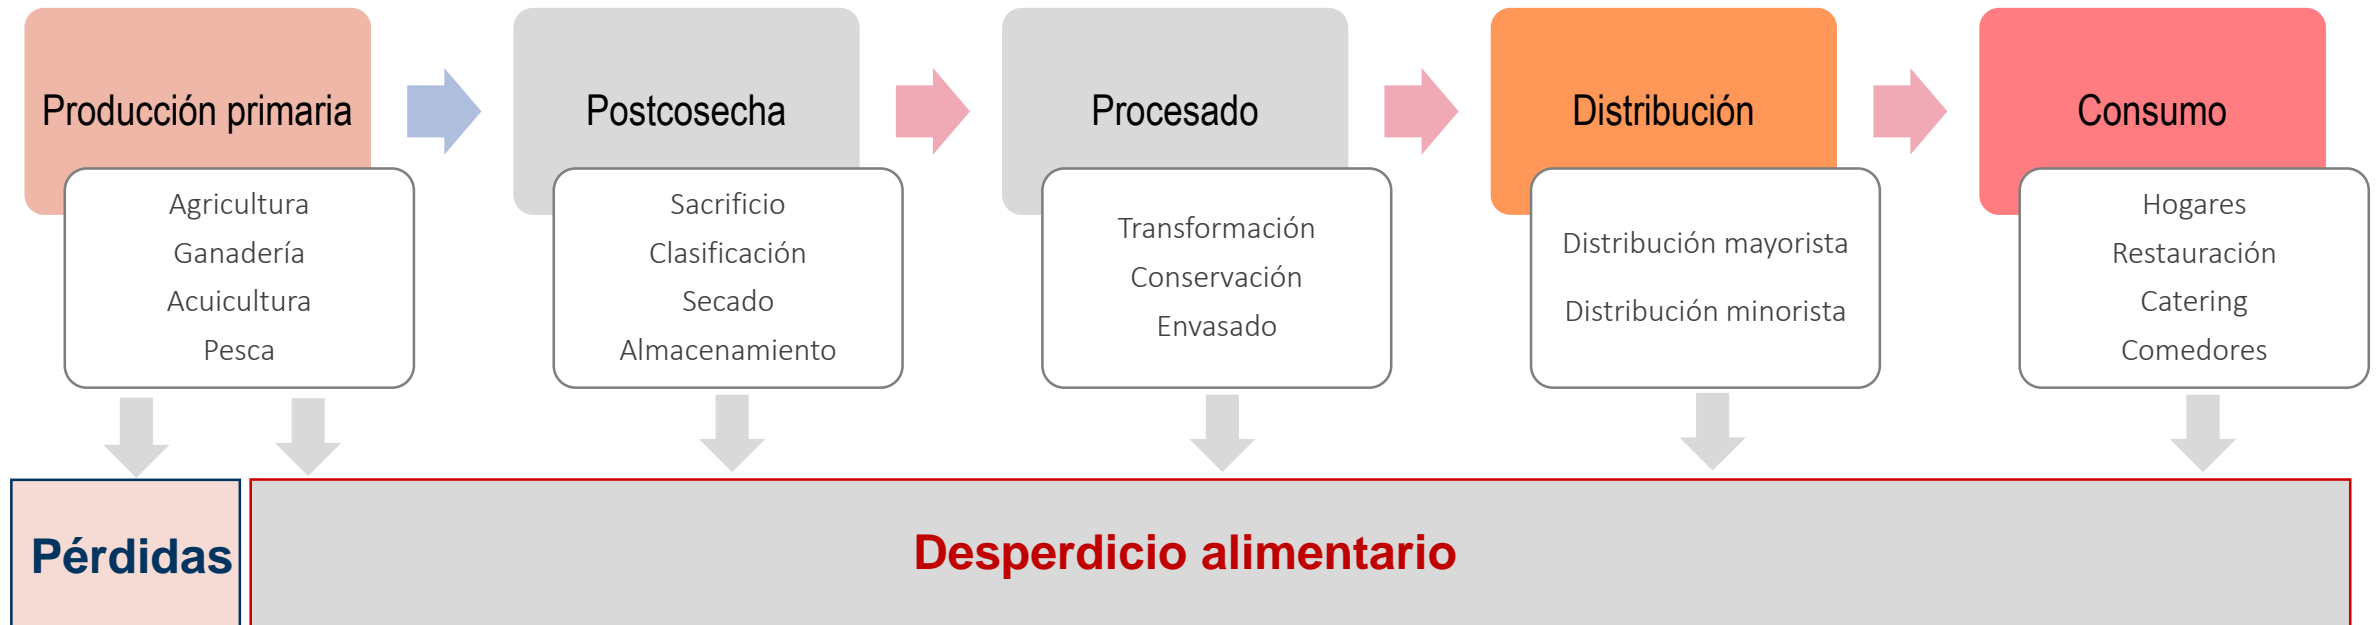 Producción primaria
Agricultura
Ganadería
Acuicultura
Pesca
Postcosecha
Sacrificio
Clasificación
Secado
Almacenamiento
Procesado
Transformación
Conservación
Envasado
Distribución
Distribución mayorista
Distribución minorista
Consumo
Hogares
Restauración
Catering
Comedores
Pérdidas
Desperdicio alimentario